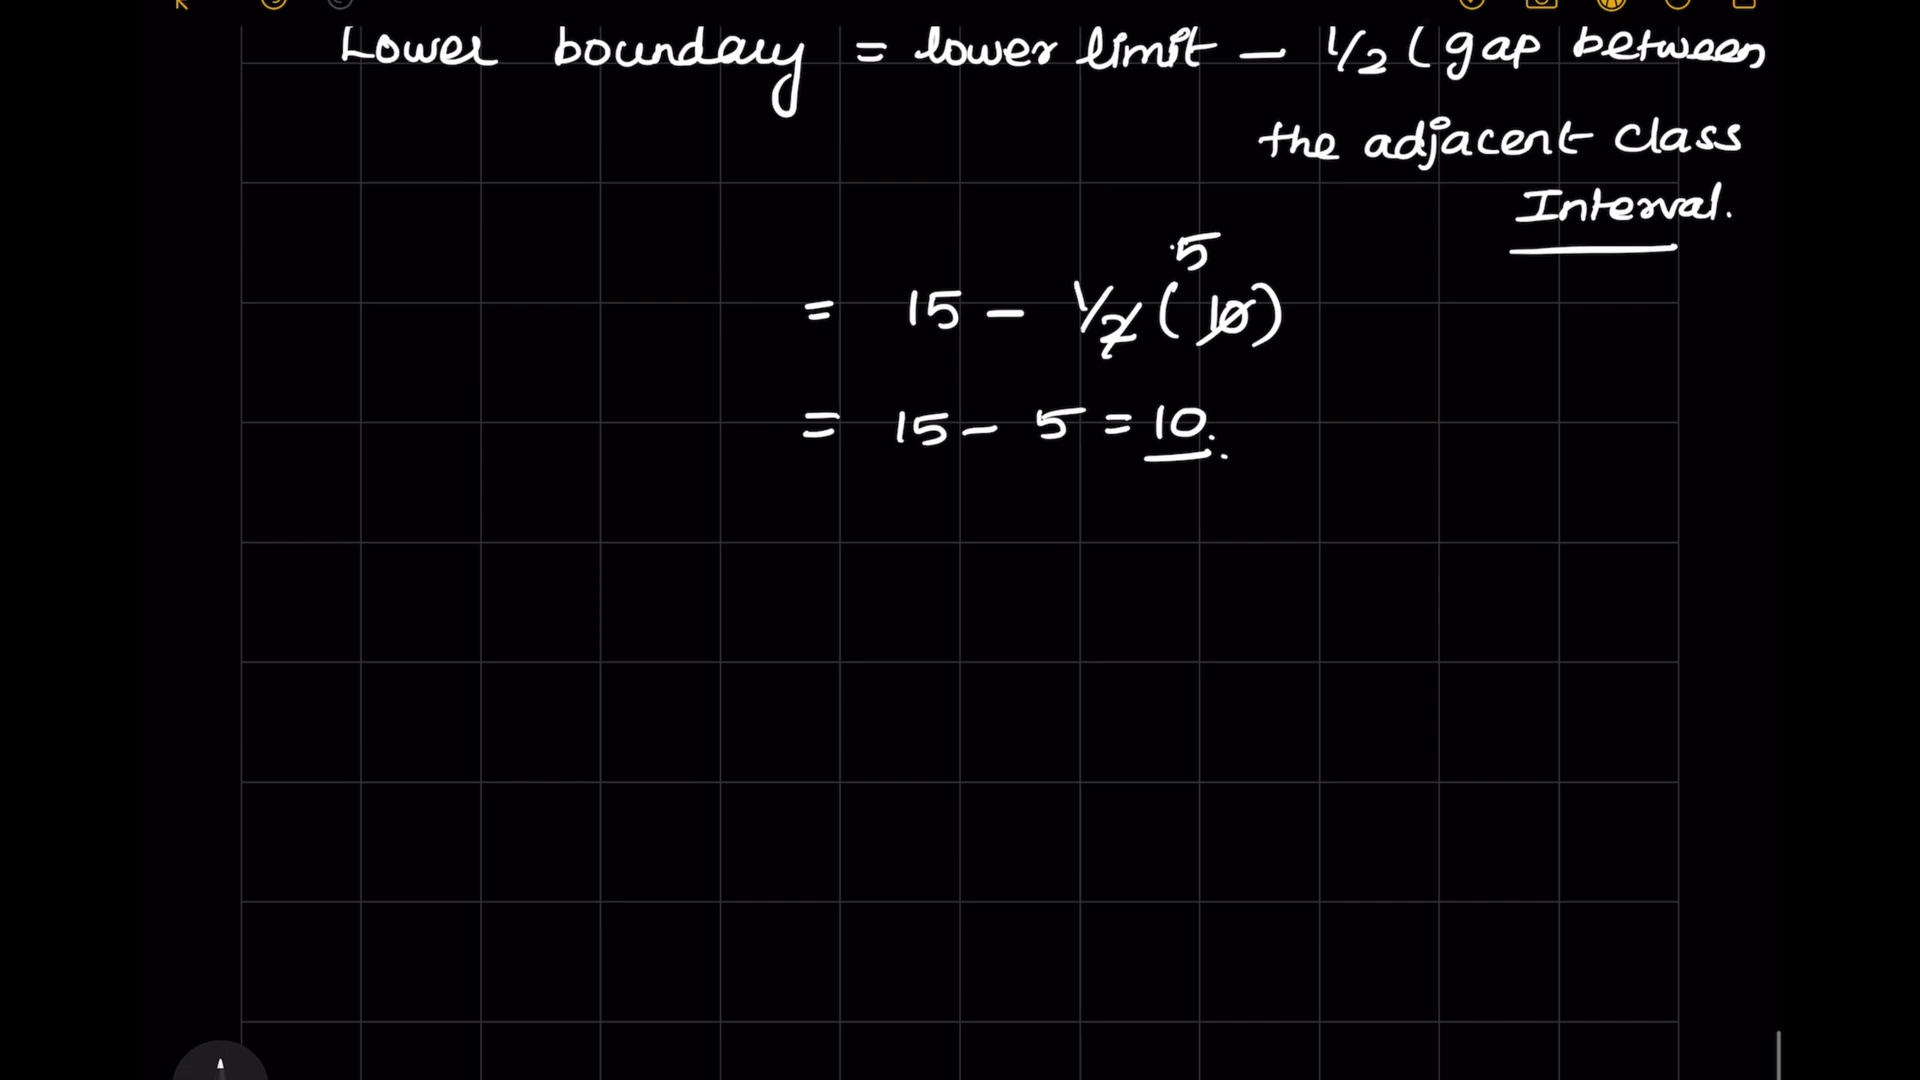 Lower boundary = lower limit - 1/2 ( gap between
the adjacent class
Interval.
5
= 15 - 1/2 ( 10 )
= 15 - 5 = 10.